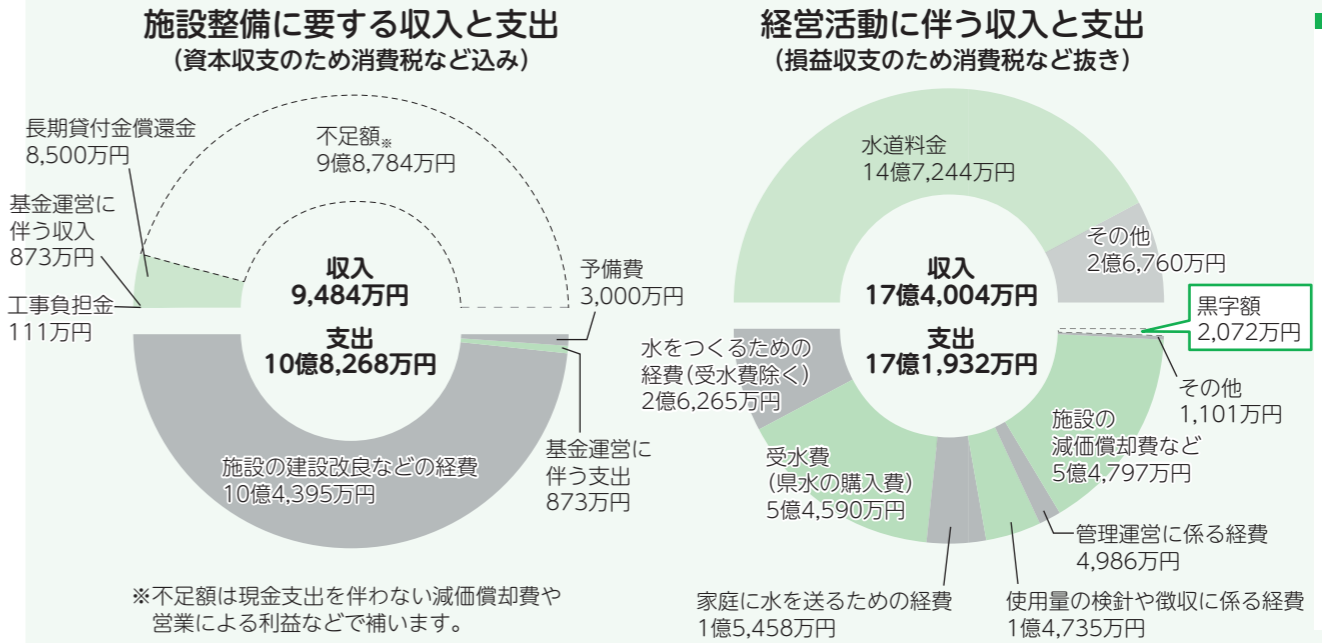 施設整備に要する収入と支出
(資本収支のため消費税など込み)
長期貸付金償還金
8,500万円
不足額※
9億8,784万円
基金運営に
伴う収入
873万円
工事負担金
111万円
収入
9,484万円
支出
10億8,268万円
予備費
3,000万円
施設の建設改良などの経費
10億4,395万円
基金運営に
伴う支出
873万円
※不足額は現金支出を伴わない減価償却費や
営業による利益などで補います。
経営活動に伴う収入と支出
(損益収支のため消費税など抜き)
水道料金
14億7,244万円
その他
2億6,760万円
収入
17億4,004万円
支出
17億1,932万円
黒字額
2,072万円
水をつくるための
経費(受水費除く)
2億6,265万円
その他
1,101万円
受水費
(県水の購入費)
5億4,590万円
施設の
減価償却費など
5億4,797万円
管理運営に係る経費
4,986万円
家庭に水を送るための経費
1億5,458万円
使用量の検針や徴収に係る経費
1億4,735万円